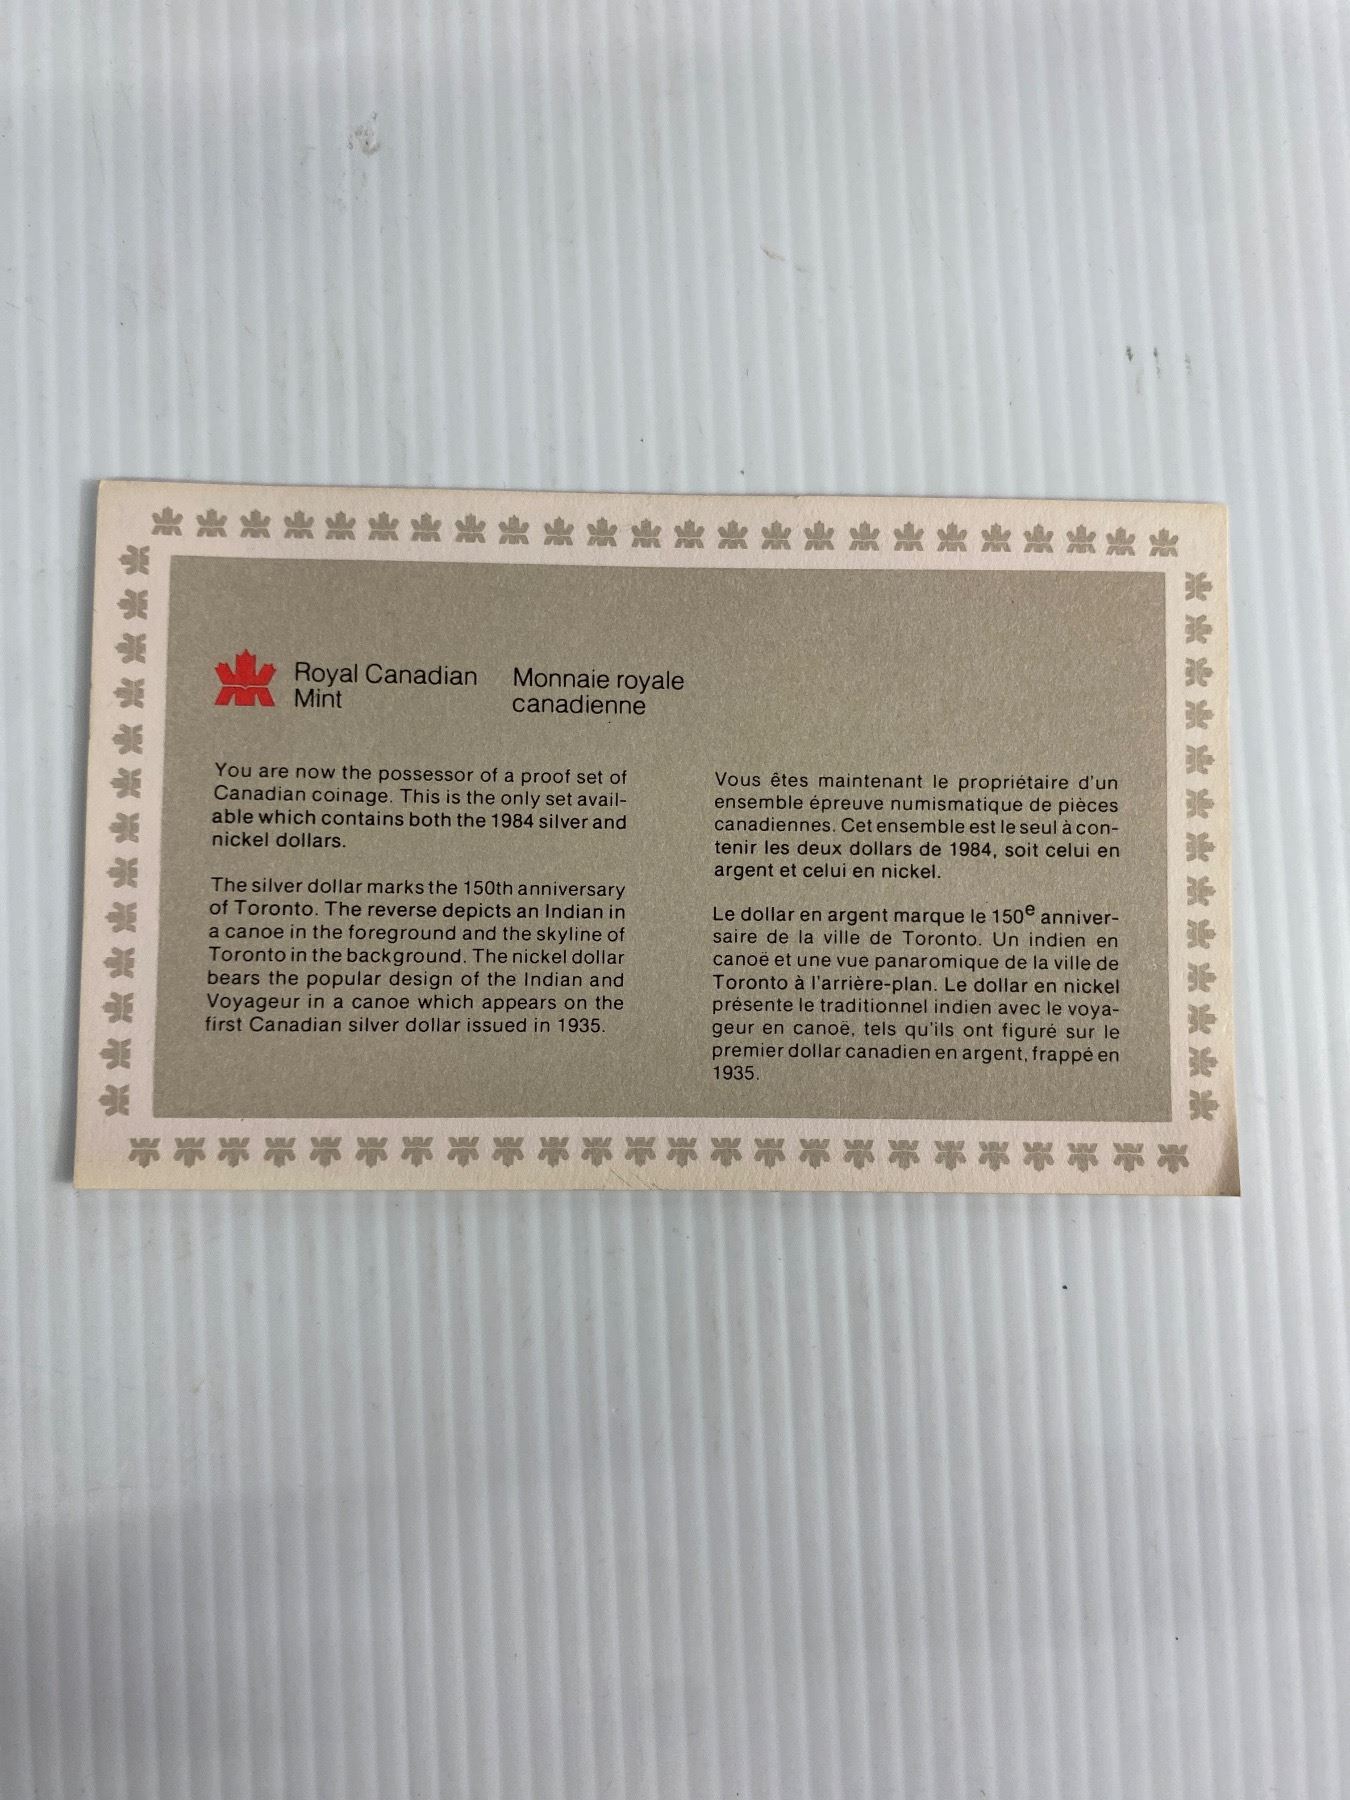 Royal Canadian
Mint
Monnaie royale
canadienne
You are now the possessor of a proof set of
Canadian coinage. This is the only set avail-
able which contains both the 1984 silver and
nickel dollars.
The silver dollar marks the 150th anniversary
of Toronto. The reverse depicts an Indian in
a canoe in the foreground and the skyline of
Toronto in the background. The nickel dollar
bears the popular design of the Indian and
Voyageur in a canoe which appears on the
first Canadian silver dollar issued in 1935.
Vous êtes maintenant le propriétaire d'un
ensemble épreuve numismatique de pièces
canadiennes. Cet ensemble est le seul à con-
tenir les deux dollars de 1984, soit celui en
argent et celui en nickel.
Le dollar en argent marque le 150e anniver-
saire de la ville de Toronto. Un indien en
canoë et une vue panaromique de la ville de
Toronto à l'arrière-plan. Le dollar en nickel
présente le traditionnel indien avec le voya-
geur en canoë, tels qu'ils ont figuré sur le
premier dollar canadien en argent, frappé en
1935.